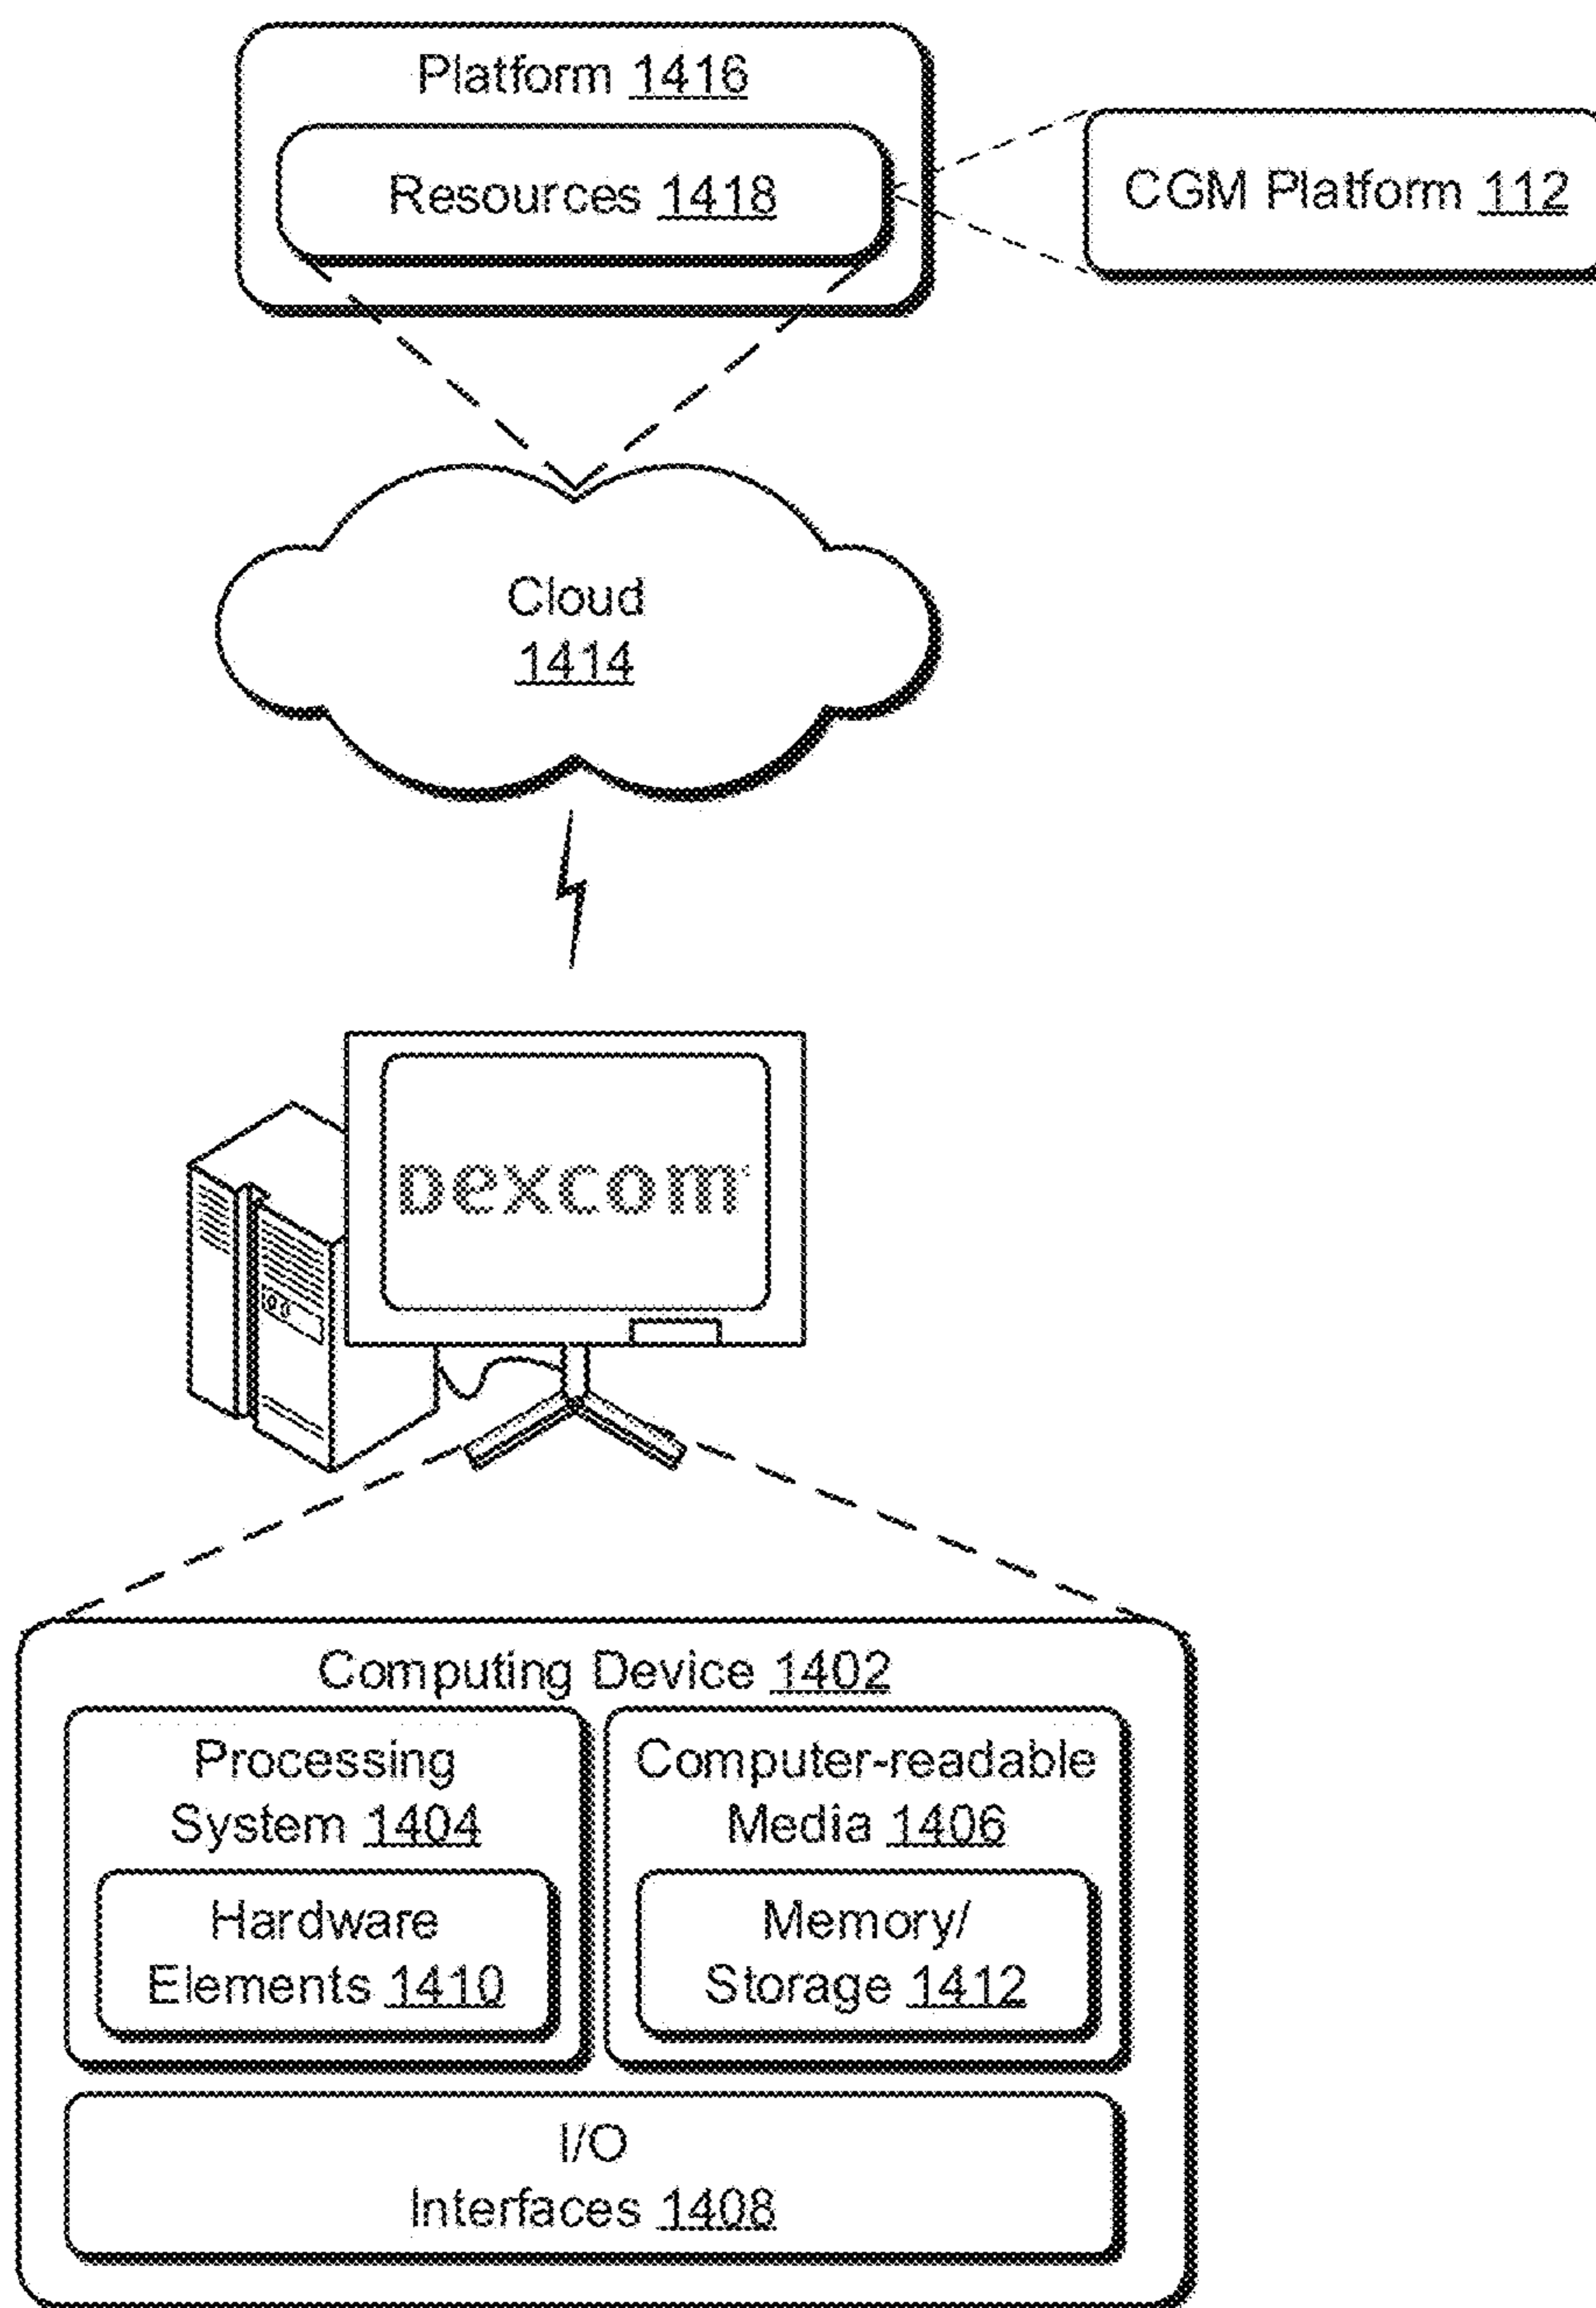 Platform 1416
Resources 1418
CGM Platform 112
Cloud
1414
Dexcom
Computing Device 1402
Processing
System 1404
Computer-readable
Media 1406
Hardware
Elements 1410
Memory/
Storage 1412
I/O
Interfaces 1408